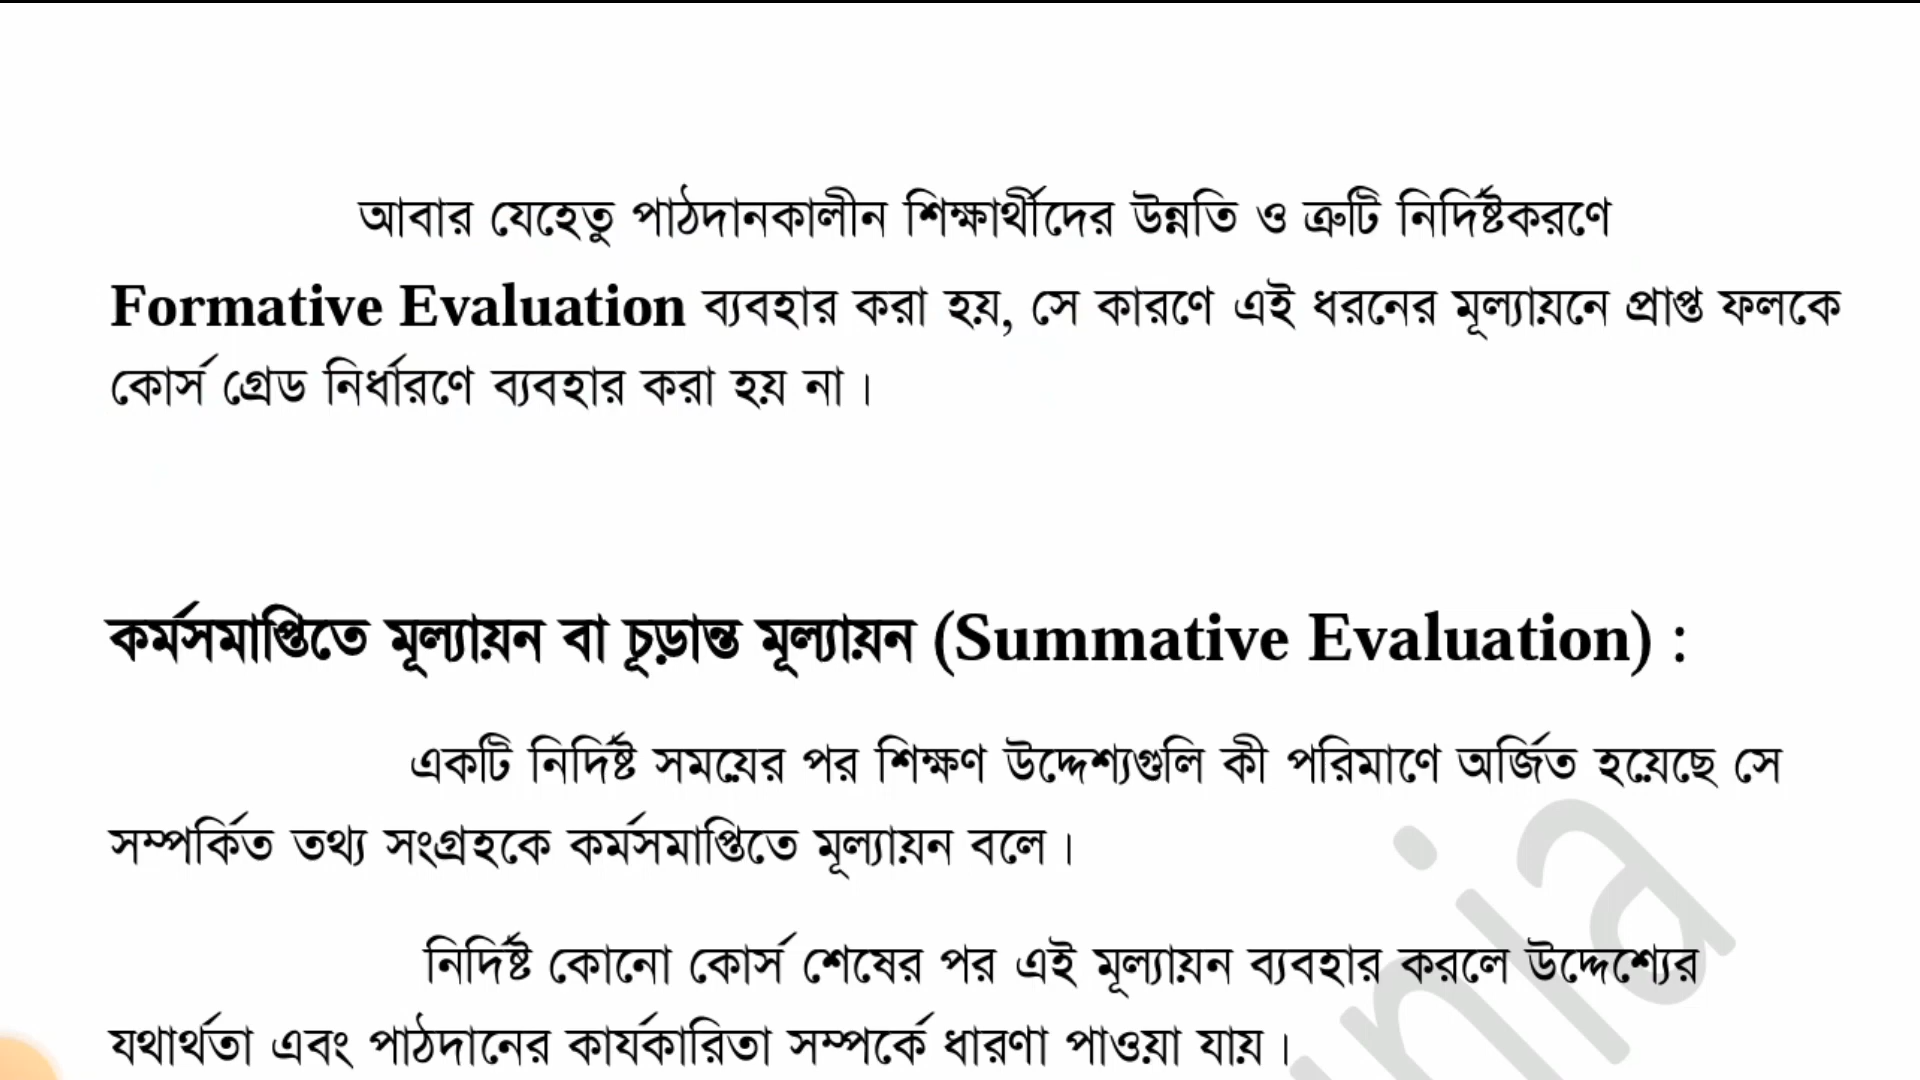 আবার যেহেতু পাঠদানকালীন শিক্ষার্থীদের উন্নতি ও ত্রুটি নির্দিষ্টকরণে
Formative Evaluation ব্যবহার করা হয়, সে কারণে এই ধরনের মূল্যায়নে প্রাপ্ত ফলকে
কোর্স গ্রেড নির্ধারণে ব্যবহার করা হয় না।
কর্মসমাপ্তিতে মূল্যায়ন বা চূড়ান্ত মূল্যায়ন (Summative Evaluation) :
একটি নির্দিষ্ট সময়ের পর শিক্ষণ উদ্দেশ্যগুলি কী পরিমাণে অর্জিত হয়েছে সে
সম্পর্কিত তথ্য সংগ্রহকে কর্মসমাপ্তিতে মূল্যায়ন বলে।
নির্দিষ্ট কোনো কোর্স শেষের পর এই মূল্যায়ন ব্যবহার করলে উদ্দেশ্যের
যথার্থতা এবং পাঠদানের কার্যকারিতা সম্পর্কে ধারণা পাওয়া যায়।